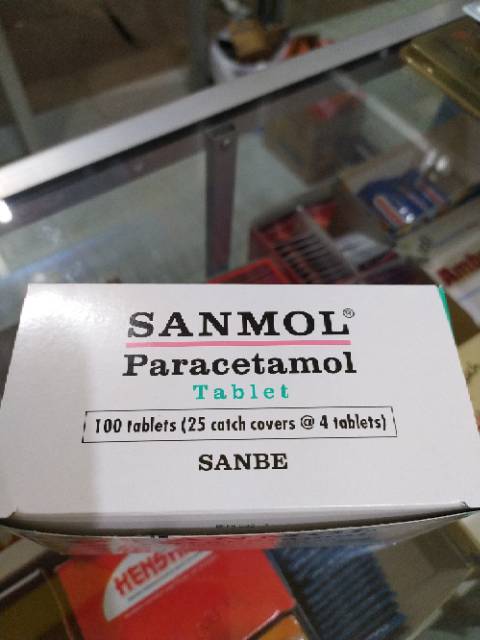 SANMOL®
Paracetamol
Tablet
100 tablets (25 catch covers @ 4 tablets)
SANBE